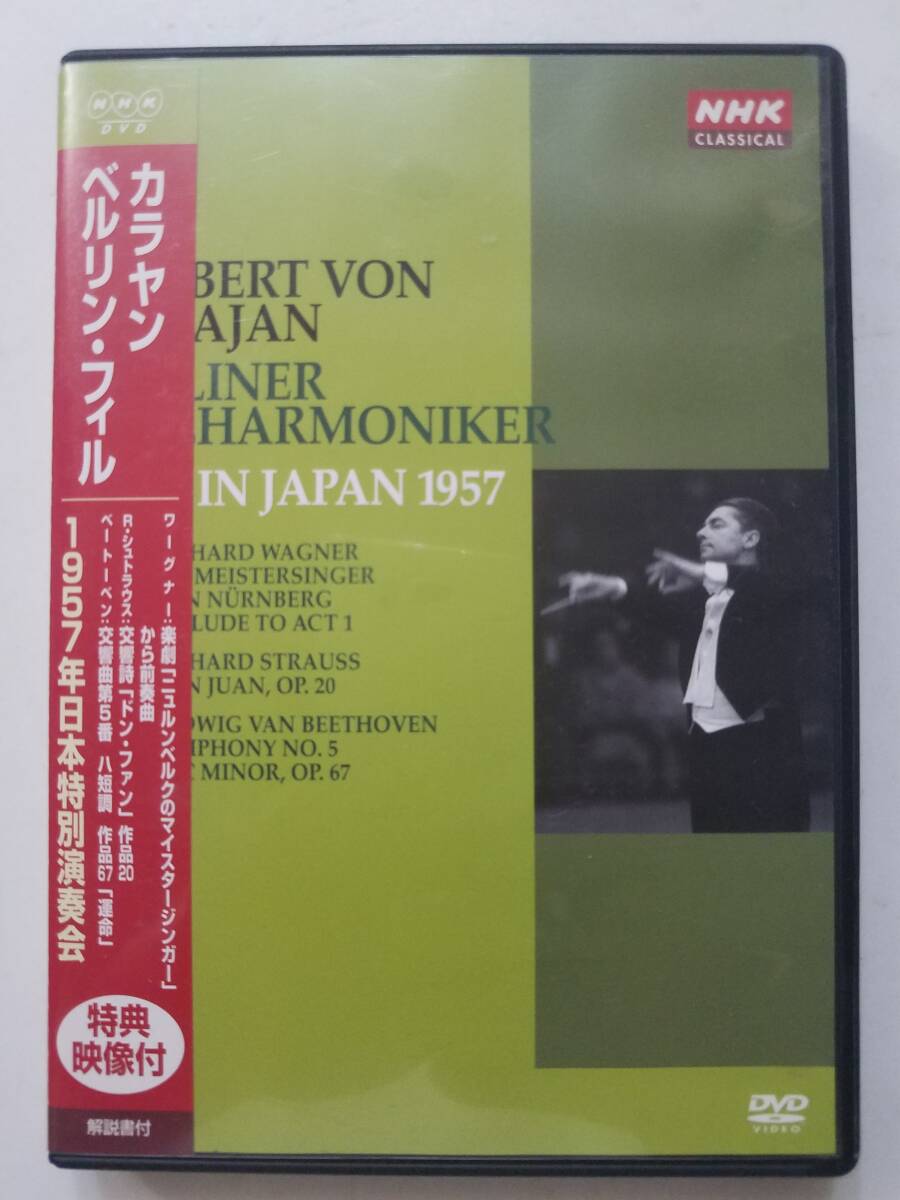 NHK
DVD
カラヤン
ベルリン・フィル
ワーグナー:楽劇「ニュルンベルクのマイスタージンガー」
から前奏曲
R・シュトラウス:交響詩「ドン・ファン」 作品20
ベートーベン:交響曲第5番 ハ短調 作品67「運命」
1957年日本特別演奏会
特典
映像付
解説書付
NHK
CLASSICAL
BERT VON
AJAN
LINER
HARMONIKER
IN JAPAN 1957
HARD WAGNER
MEISTERSINGER
N NÜRNBERG
LUDE TO ACT 1
HARD STRAUSS
N JUAN, OP. 20
WIG VAN BEETHOVEN
PHONY NO. 5
MINOR, OP. 67
DVD
VIDEO